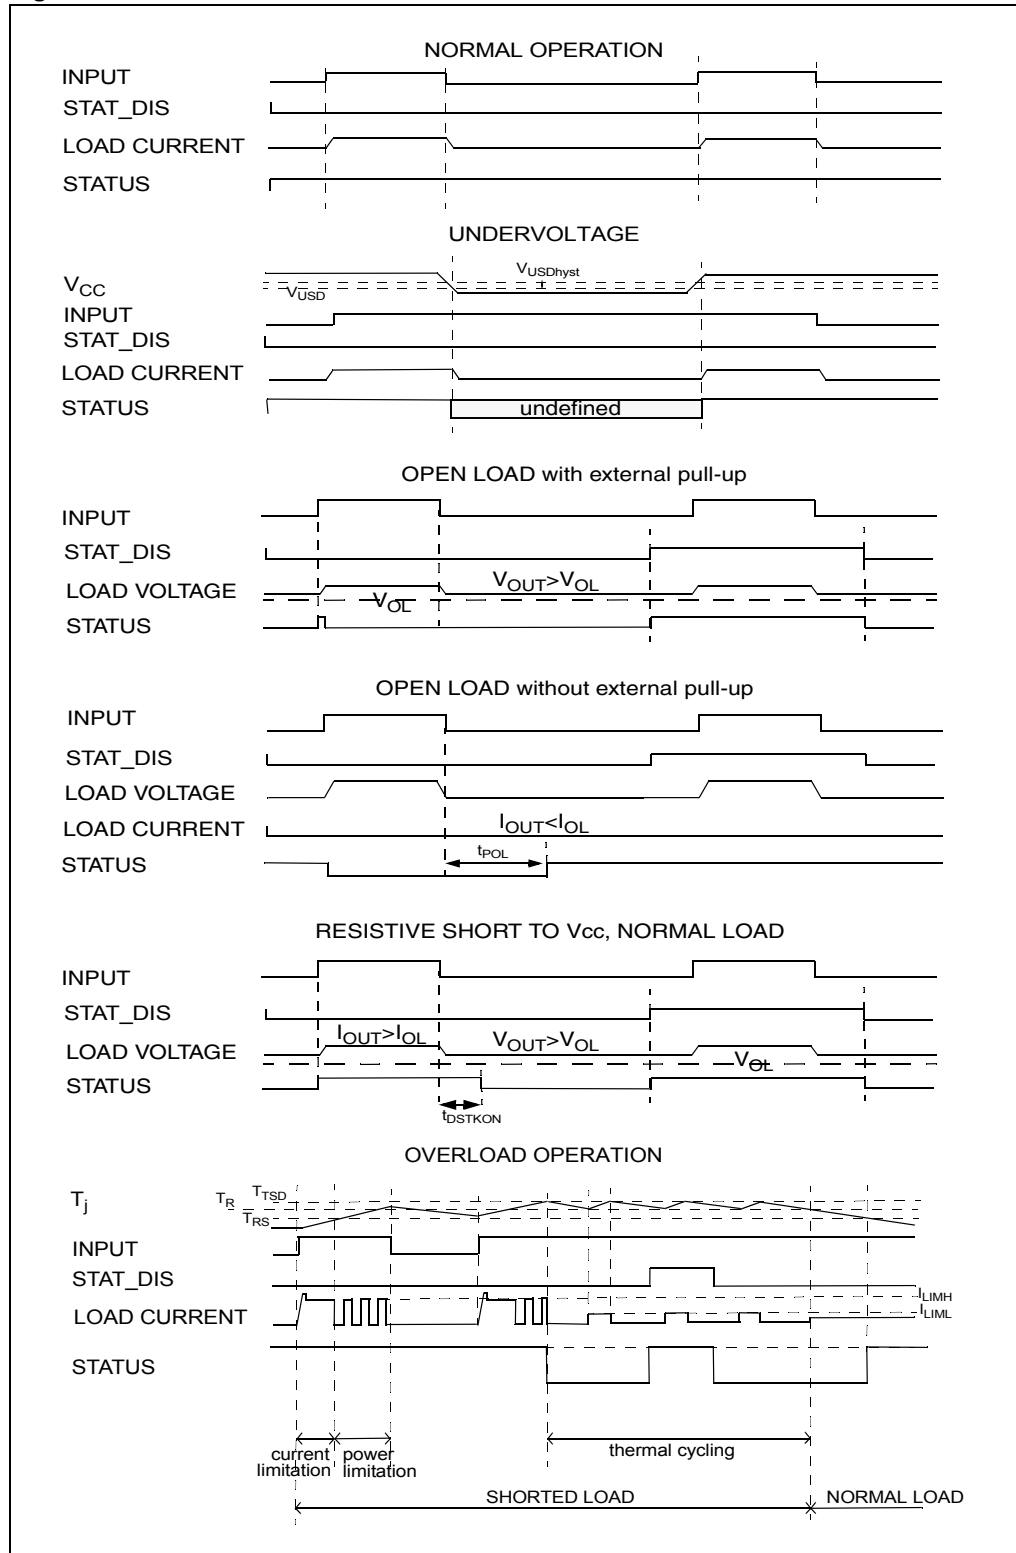 NORMAL OPERATION
INPUT
STAT_DIS
LOAD CURRENT
STATUS
UNDERVOLTAGE
VUSDhyst
VCC
VUSD
INPUT
STAT_DIS
LOAD CURRENT
STATUS
undefined
OPEN LOAD with external pull-up
INPUT
STAT_DIS
LOAD VOLTAGE
VOUT>VOL
VOL
STATUS
OPEN LOAD without external pull-up
INPUT
STAT_DIS
LOAD VOLTAGE
LOAD CURRENT
IOUT<IOL
STATUS
tPOL
RESISTIVE SHORT TO Vcc, NORMAL LOAD
INPUT
STAT_DIS
IOUT>IOL
VOUT>VOL
LOAD VOLTAGE
VOL
STATUS
tDSTKON
OVERLOAD OPERATION
Tj
TR
TTSD
TRS
INPUT
STAT_DIS
ILIMH
LOAD CURRENT
ILIML
STATUS
current limitation
power limitation
thermal cycling
SHORTED LOAD
NORMAL LOAD